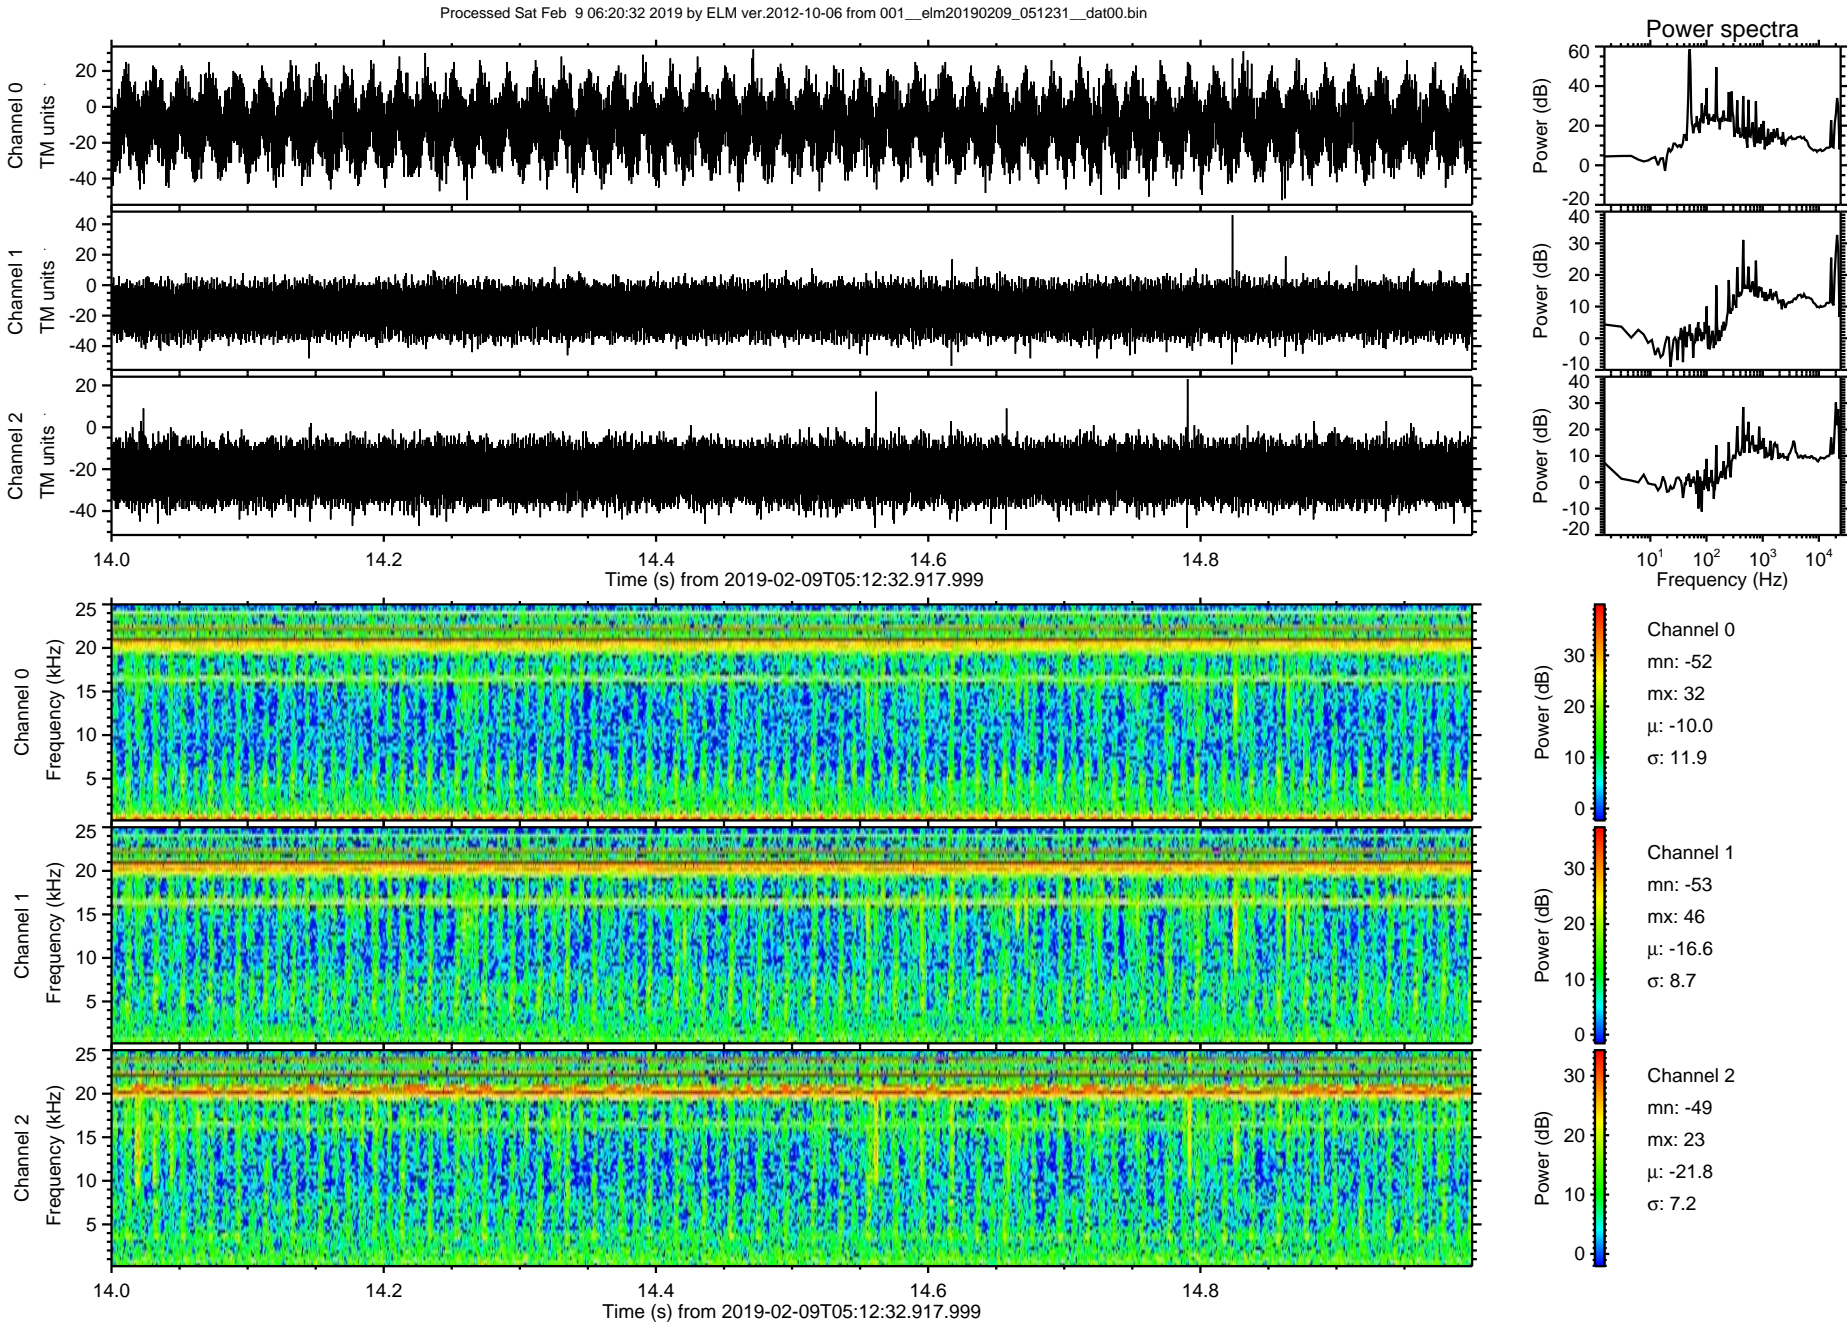 Processed Sat Feb  9 06:20:32 2019 by ELM ver.2012-10-06 from 001__elm20190209_051231__dat00.bin
Power spectra
Channel 0
TM units
20
0
-20
-40
Power (dB)
60
40
20
0
-20
Channel 1
TM units
40
20
0
-20
-40
Power (dB)
40
30
20
10
0
-10
Channel 2
TM units
20
0
-20
-40
Power (dB)
40
30
20
10
0
-10
-20
14.0 14.2 14.4 14.6 14.8
Time (s) from 2019-02-09T05:12:32.917.999
10^1 10^2 10^3 10^4
Frequency (Hz)
Channel 0
Frequency (kHz)
25
20
15
10
5
Power (dB)
30
20
10
0
Channel 0
mn: -52
mx: 32
μ: -10.0
σ: 11.9
Channel 1
Frequency (kHz)
25
20
15
10
5
Power (dB)
30
20
10
0
Channel 1
mn: -53
mx: 46
μ: -16.6
σ: 8.7
Channel 2
Frequency (kHz)
25
20
15
10
5
Power (dB)
30
20
10
0
Channel 2
mn: -49
mx: 23
μ: -21.8
σ: 7.2
14.0 14.2 14.4 14.6 14.8
Time (s) from 2019-02-09T05:12:32.917.999